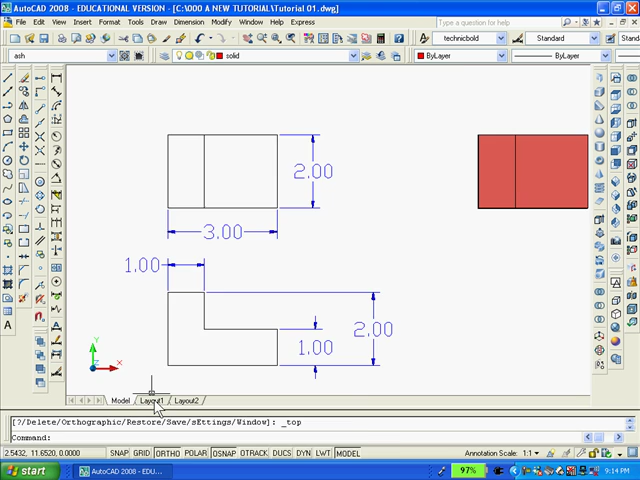 AutoCAD 2008 - EDUCATIONAL VERSION - [C:\000 A NEW TUTORIAL\Tutorial 01.dwg]
File Edit View Insert Format Tools Draw Dimension Modify Window Help Express
technicbold Standard Standa
ash solid ByLayer ByLayer
2.00
3.00
1.00
2.00
1.00
Y
X
Model Layout1 Layout2
[?/Delete/Orthographic/Restore/Save/sEttings/Window]: _top
Command:
2.5432, 11.6520, 0.0000 SNAP GRID ORTHO POLAR OSNAP OTRACK DUCS DYN LWT MODEL Annotation Scale: 1:1
start AutoCAD 2008 - EDU... 97% 9:14 PM